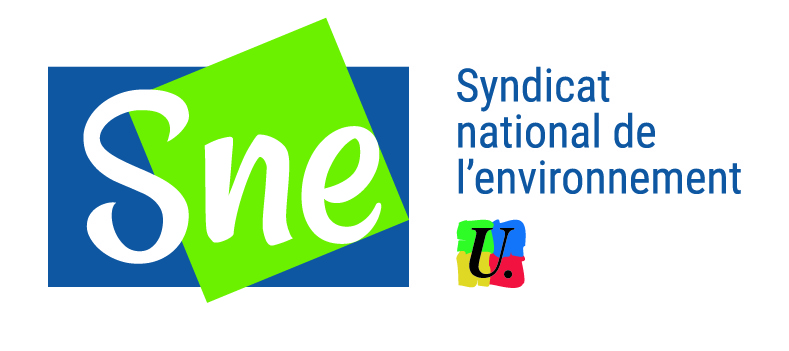 Sne
Syndicat
national de
l’environnement
U.